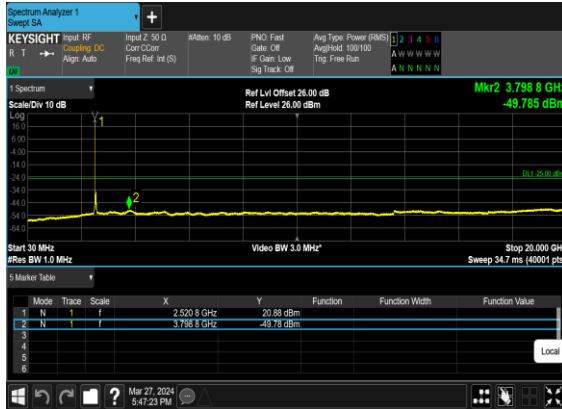 Spectrum Analyzer 1
Swept SA
+
KEYSIGHT Input: RF Input Z: 50 Ω #Atten: 10 dB PNO: Fast Avg Type: Power (RMS) 1 2 3 4 5 6
R T Coupling: DC Corr CCorr Gate: Off Avg|Hold: 100/100 A W W W W W
Align: Auto Freq Ref: Int (S) IF Gain: Low Trig: Free Run
Sig Track: Off A N N N N N
LU
1 Spectrum Ref Lvl Offset 26.00 dB Mkr2 3.798 8 GHz
Scale/Div 10 dB Ref Level 26.00 dBm -49.785 dBm
Log
16.0 1
6.00
-4.00
-14.0
-24.0 DL1 -25.00 dBm
-34.0
-44.0 2
-54.0
-64.0
Start 30 MHz Video BW 3.0 MHz* Stop 20.000 GHz
#Res BW 1.0 MHz Sweep 34.7 ms (40001 pts)
5 Marker Table
Mode Trace Scale X Y Function Function Width Function Value
1 N 1 f 2.520 8 GHz 20.88 dBm
2 N 1 f 3.798 8 GHz -49.78 dBm
3
4
5
6
Local
? Mar 27, 2024
5:47:23 PM